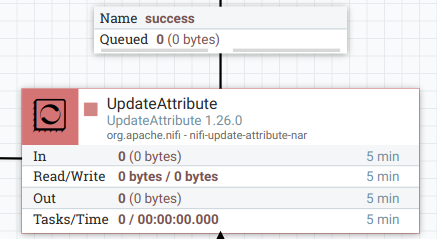 Name success
Queued 0 (0 bytes)
UpdateAttribute
UpdateAttribute 1.26.0
org.apache.nifi - nifi-update-attribute-nar
In 0 (0 bytes) 5 min
Read/Write 0 bytes / 0 bytes 5 min
Out 0 (0 bytes) 5 min
Tasks/Time 0 / 00:00:00.000 5 min